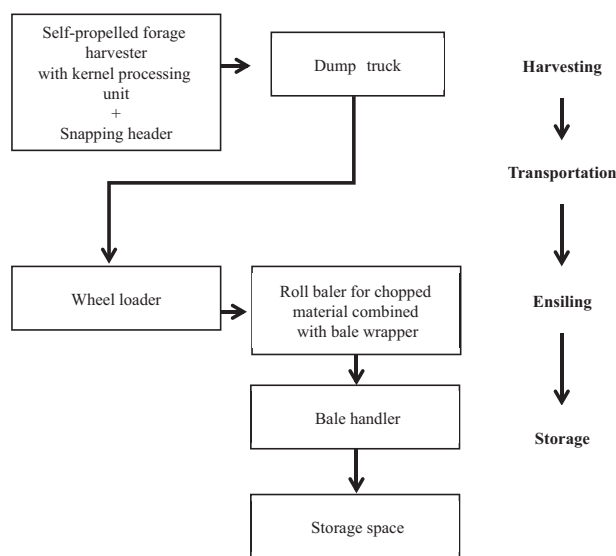 Self-propelled forage
harvester
with kernel processing
unit
+
Snapping header
Dump truck
Harvesting
Transportation
Wheel loader
Roll baler for chopped
material combined
with bale wrapper
Ensiling
Bale handler
Storage
Storage space